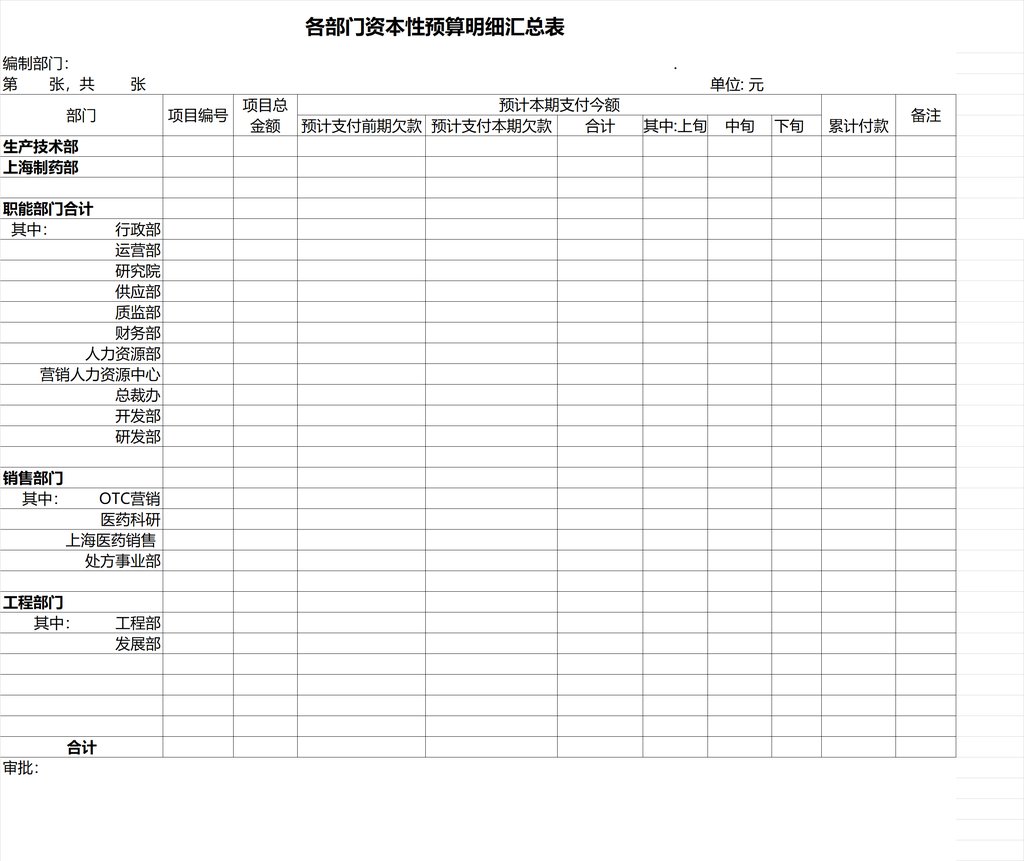 各部门资本性预算明细汇总表
编制部门：
.
第 张，共 张
单位: 元
部门 项目编号 项目总金额 预计本期支付今额 累计付款 备注
预计支付前期欠款 预计支付本期欠款 合计 其中:上旬 中旬 下旬
生产技术部
上海制药部
职能部门合计
其中： 行政部
运营部
研究院
供应部
质监部
财务部
人力资源部
营销人力资源中心
总裁办
开发部
研发部
销售部门
其中： OTC营销
医药科研
上海医药销售
处方事业部
工程部门
其中： 工程部
发展部
合计
审批：